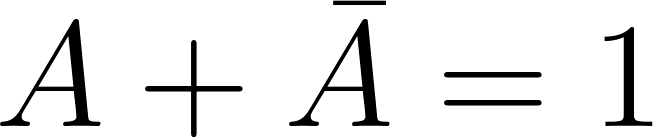 A + Ā = 1